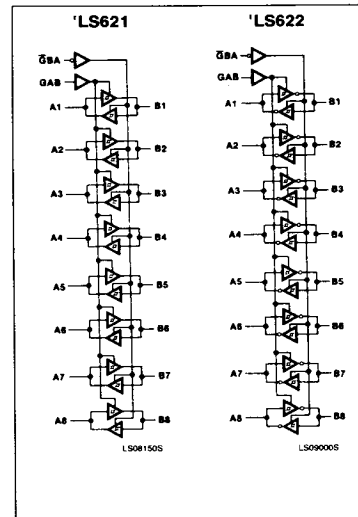 'LS621
'LS622
G̅BA
GAB
A1 B1
A2 B2
A3 B3
A4 B4
A5 B5
A6 B6
A7 B7
A8 B8
LS08150S
G̅BA
GAB
A1 B1
A2 B2
A3 B3
A4 B4
A5 B5
A6 B6
A7 B7
A8 B8
LS09000S